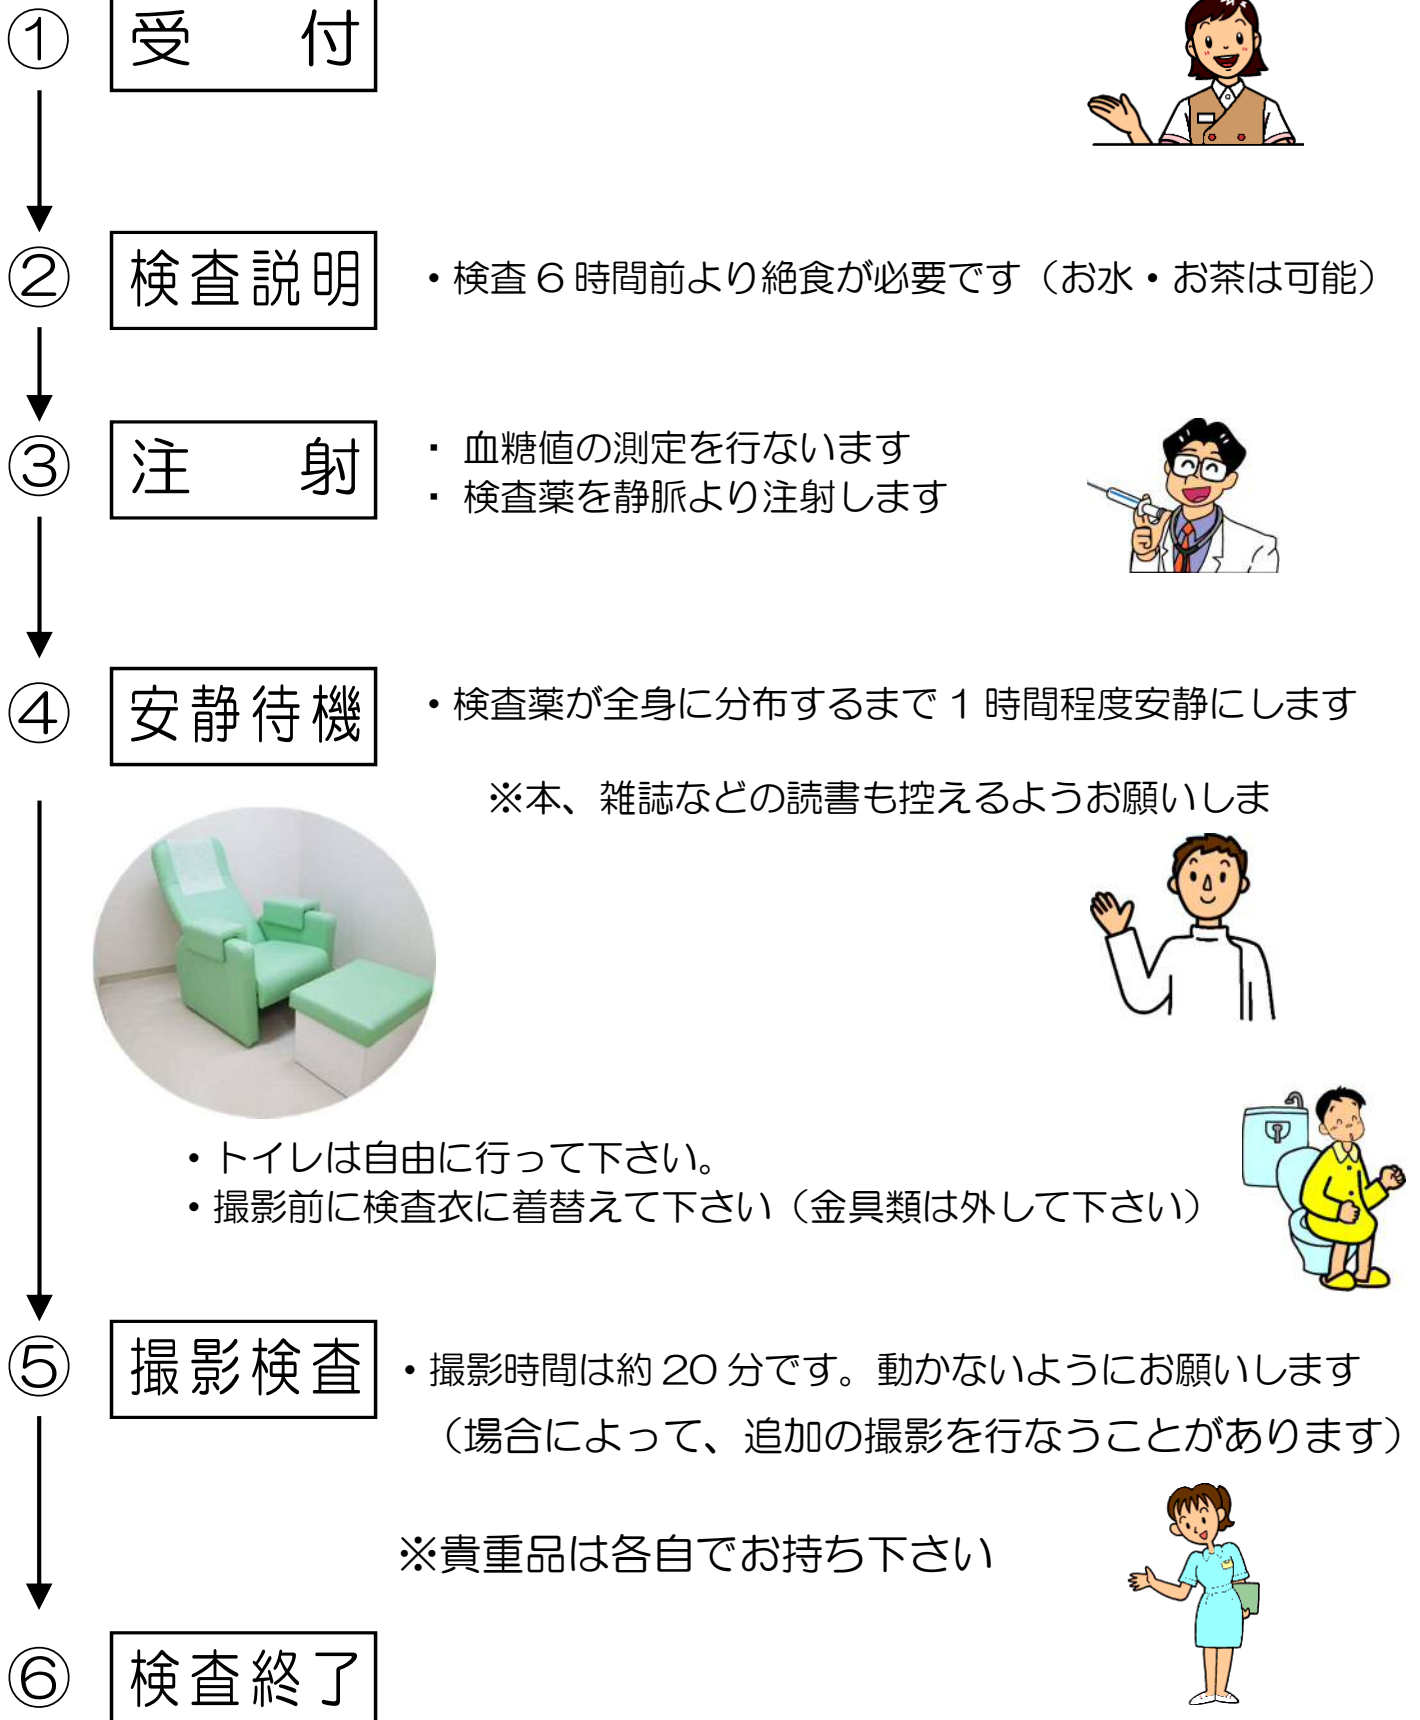 ① 受　付
② 検査説明 ・検査6時間前より絶食が必要です（お水・お茶は可能）
③ 注　射 ・ 血糖値の測定を行ないます
・ 検査薬を静脈より注射します
④ 安静待機 ・検査薬が全身に分布するまで1時間程度安静にします
※本、雑誌などの読書も控えるようお願いしま
・トイレは自由に行って下さい。
・撮影前に検査衣に着替えて下さい（金具類は外して下さい）
⑤ 撮影検査 ・撮影時間は約20分です。動かないようにお願いします
（場合によって、追加の撮影を行なうことがあります）
※貴重品は各自でお持ち下さい
⑥ 検査終了